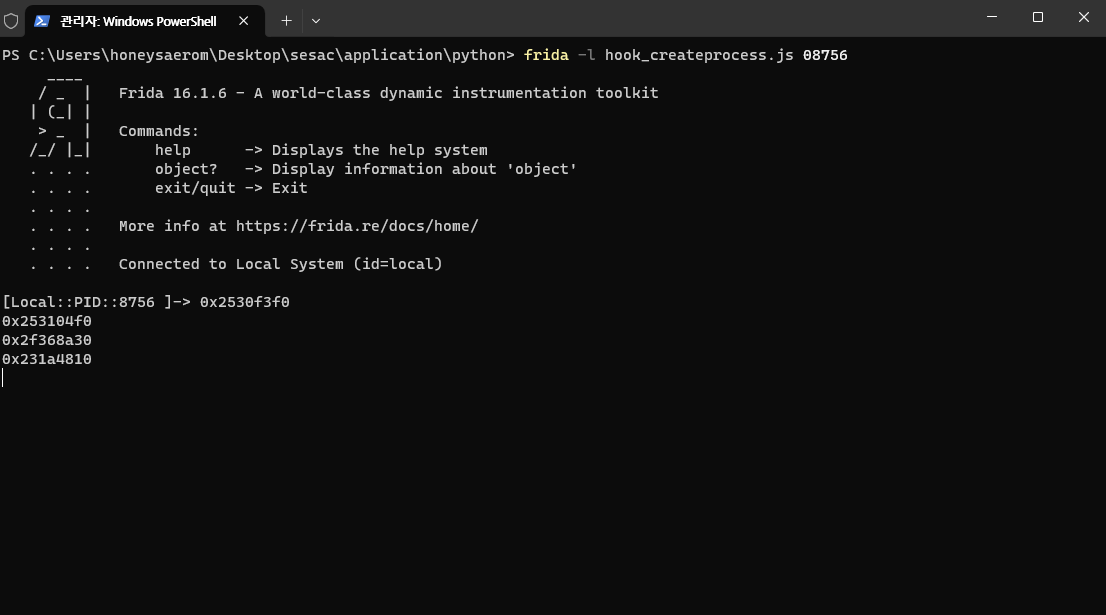 관리자: Windows PowerShell
PS C:\Users\honeysaerom\Desktop\sesac\application\python> frida -l hook_createprocess.js 08756
     ____
    / _  |   Frida 16.1.6 - A world-class dynamic instrumentation toolkit
   | (_| |
    > _  |   Commands:
   /_/ |_|       help      -> Displays the help system
   . . . .       object?   -> Display information about 'object'
   . . . .       exit/quit -> Exit
   . . . .
   . . . .   More info at https://frida.re/docs/home/
   . . . .
   . . . .   Connected to Local System (id=local)
[Local::PID::8756 ]-> 0x2530f3f0
0x253104f0
0x2f368a30
0x231a4810